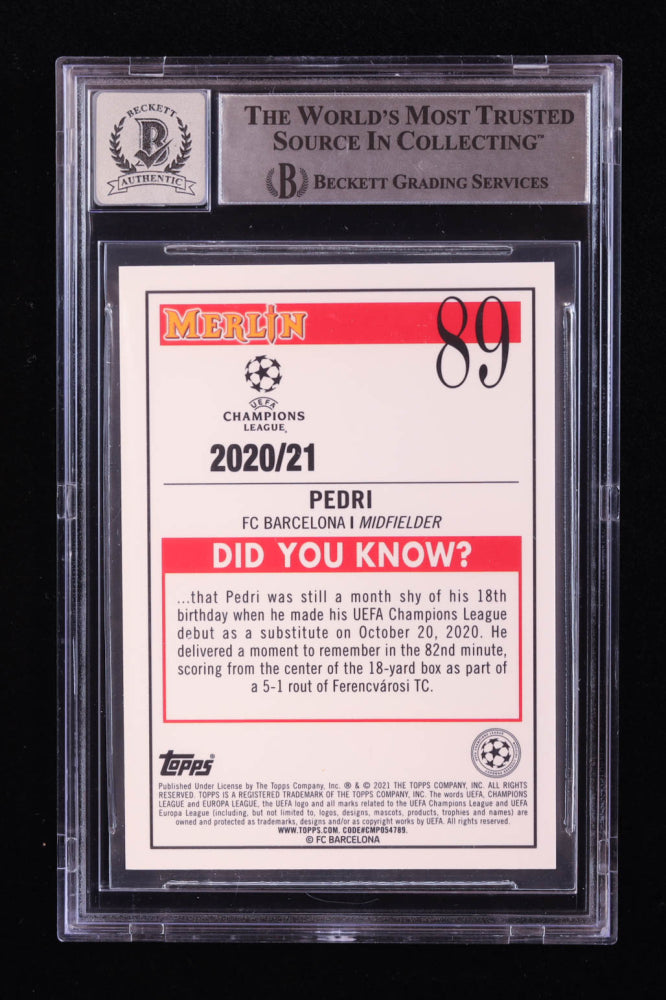 BECKETT
B
AUTHENTIC
THE WORLD'S MOST TRUSTED
SOURCE IN COLLECTING™
B BECKETT GRADING SERVICES
MERLIN
89
UEFA
CHAMPIONS
LEAGUE
2020/21
PEDRI
FC BARCELONA | MIDFIELDER
DID YOU KNOW?
...that Pedri was still a month shy of his 18th
birthday when he made his UEFA Champions League
debut as a substitute on October 20, 2020. He
delivered a moment to remember in the 82nd minute,
scoring from the center of the 18-yard box as part of
a 5-1 rout of Ferencvárosi TC.
Topps
Published Under License by The Topps Company, Inc. ® & © 2021 THE TOPPS COMPANY, INC. ALL RIGHTS
RESERVED. TOPPS IS A REGISTERED TRADEMARK OF THE TOPPS COMPANY, INC. The words UEFA, CHAMPIONS
LEAGUE and EUROPA LEAGUE, the UEFA logo and all marks related to the UEFA Champions League and UEFA
Europa League (including, but not limited to, logos, designs, mascots, products, trophies and names) are
owned and protected as trademarks, designs and/or copyright works by UEFA. All rights reserved.
WWW.TOPPS.COM. CODE#CMP054789.
© FC BARCELONA